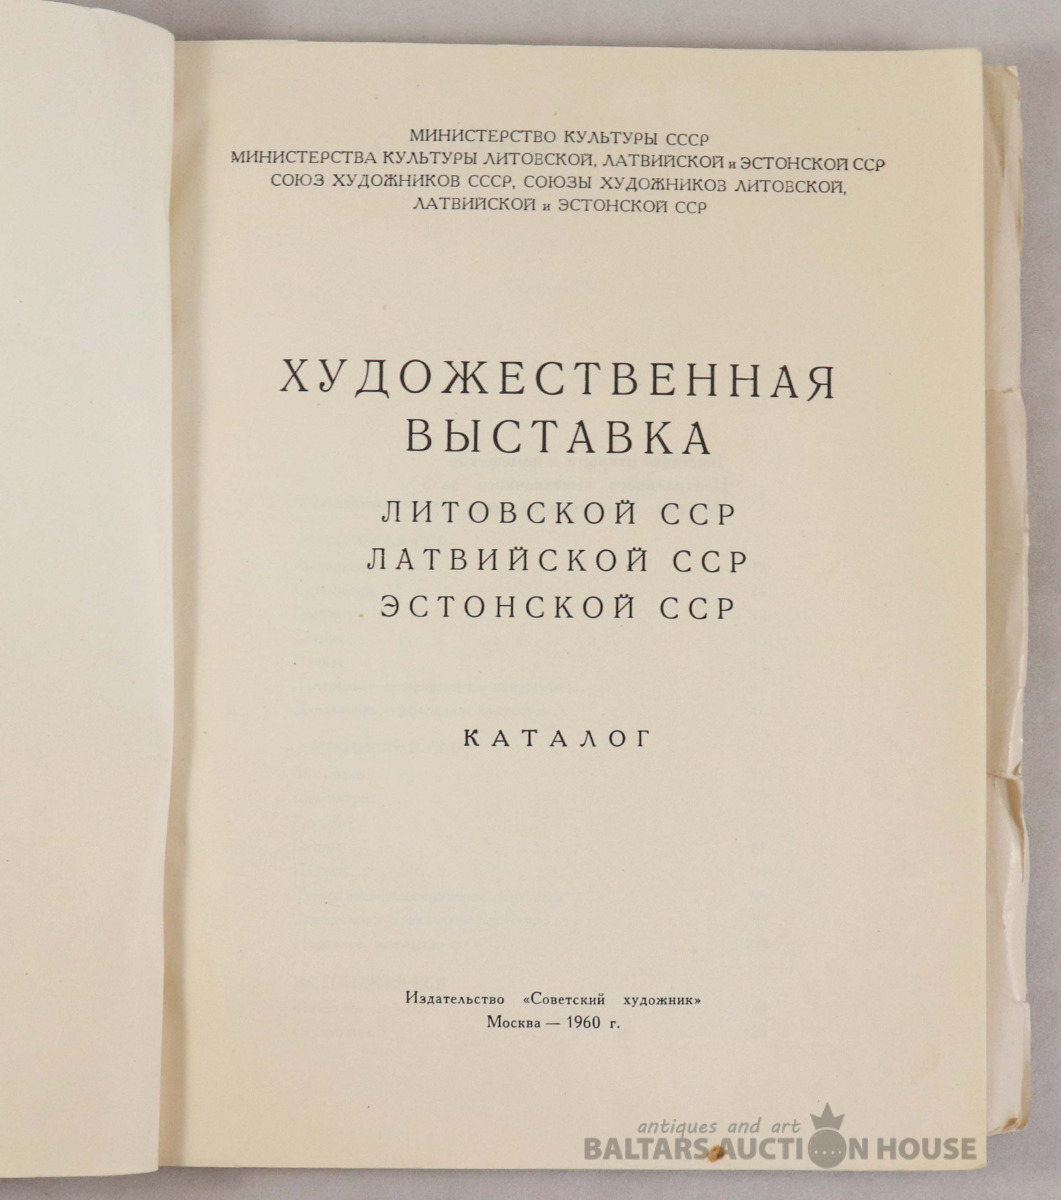 МИНИСТЕРСТВО КУЛЬТУРЫ СССР
МИНИСТЕРСТВА КУЛЬТУРЫ ЛИТОВСКОЙ, ЛАТВИЙСКОЙ и ЭСТОНСКОЙ ССР
СОЮЗ ХУДОЖНИКОВ СССР, СОЮЗЫ ХУДОЖНИКОВ ЛИТОВСКОЙ,
ЛАТВИЙСКОЙ и ЭСТОНСКОЙ ССР
ХУДОЖЕСТВЕННАЯ
ВЫСТАВКА
ЛИТОВСКОЙ ССР
ЛАТВИЙСКОЙ ССР
ЭСТОНСКОЙ ССР
КАТАЛОГ
Издательство «Советский художник»
Москва — 1960 г.
antiques and art
BALTARS AUCTION HOUSE